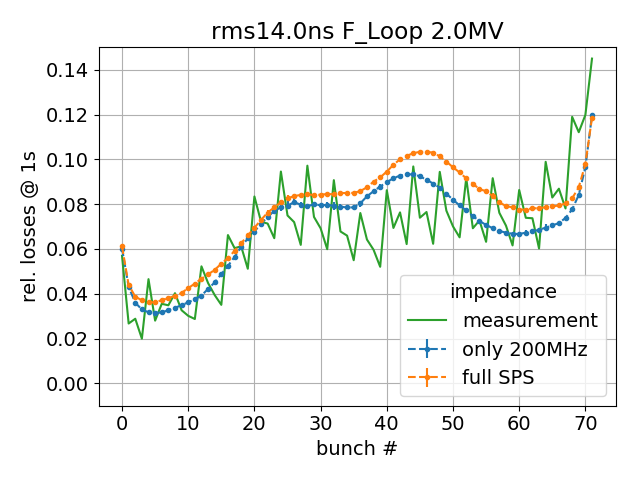 rms14.0ns F_Loop 2.0MV
rel. losses @ 1s
0.14
0.12
0.10
0.08
0.06
0.04
0.02
0.00
impedance
measurement
only 200MHz
full SPS
0 10 20 30 40 50 60 70
bunch #